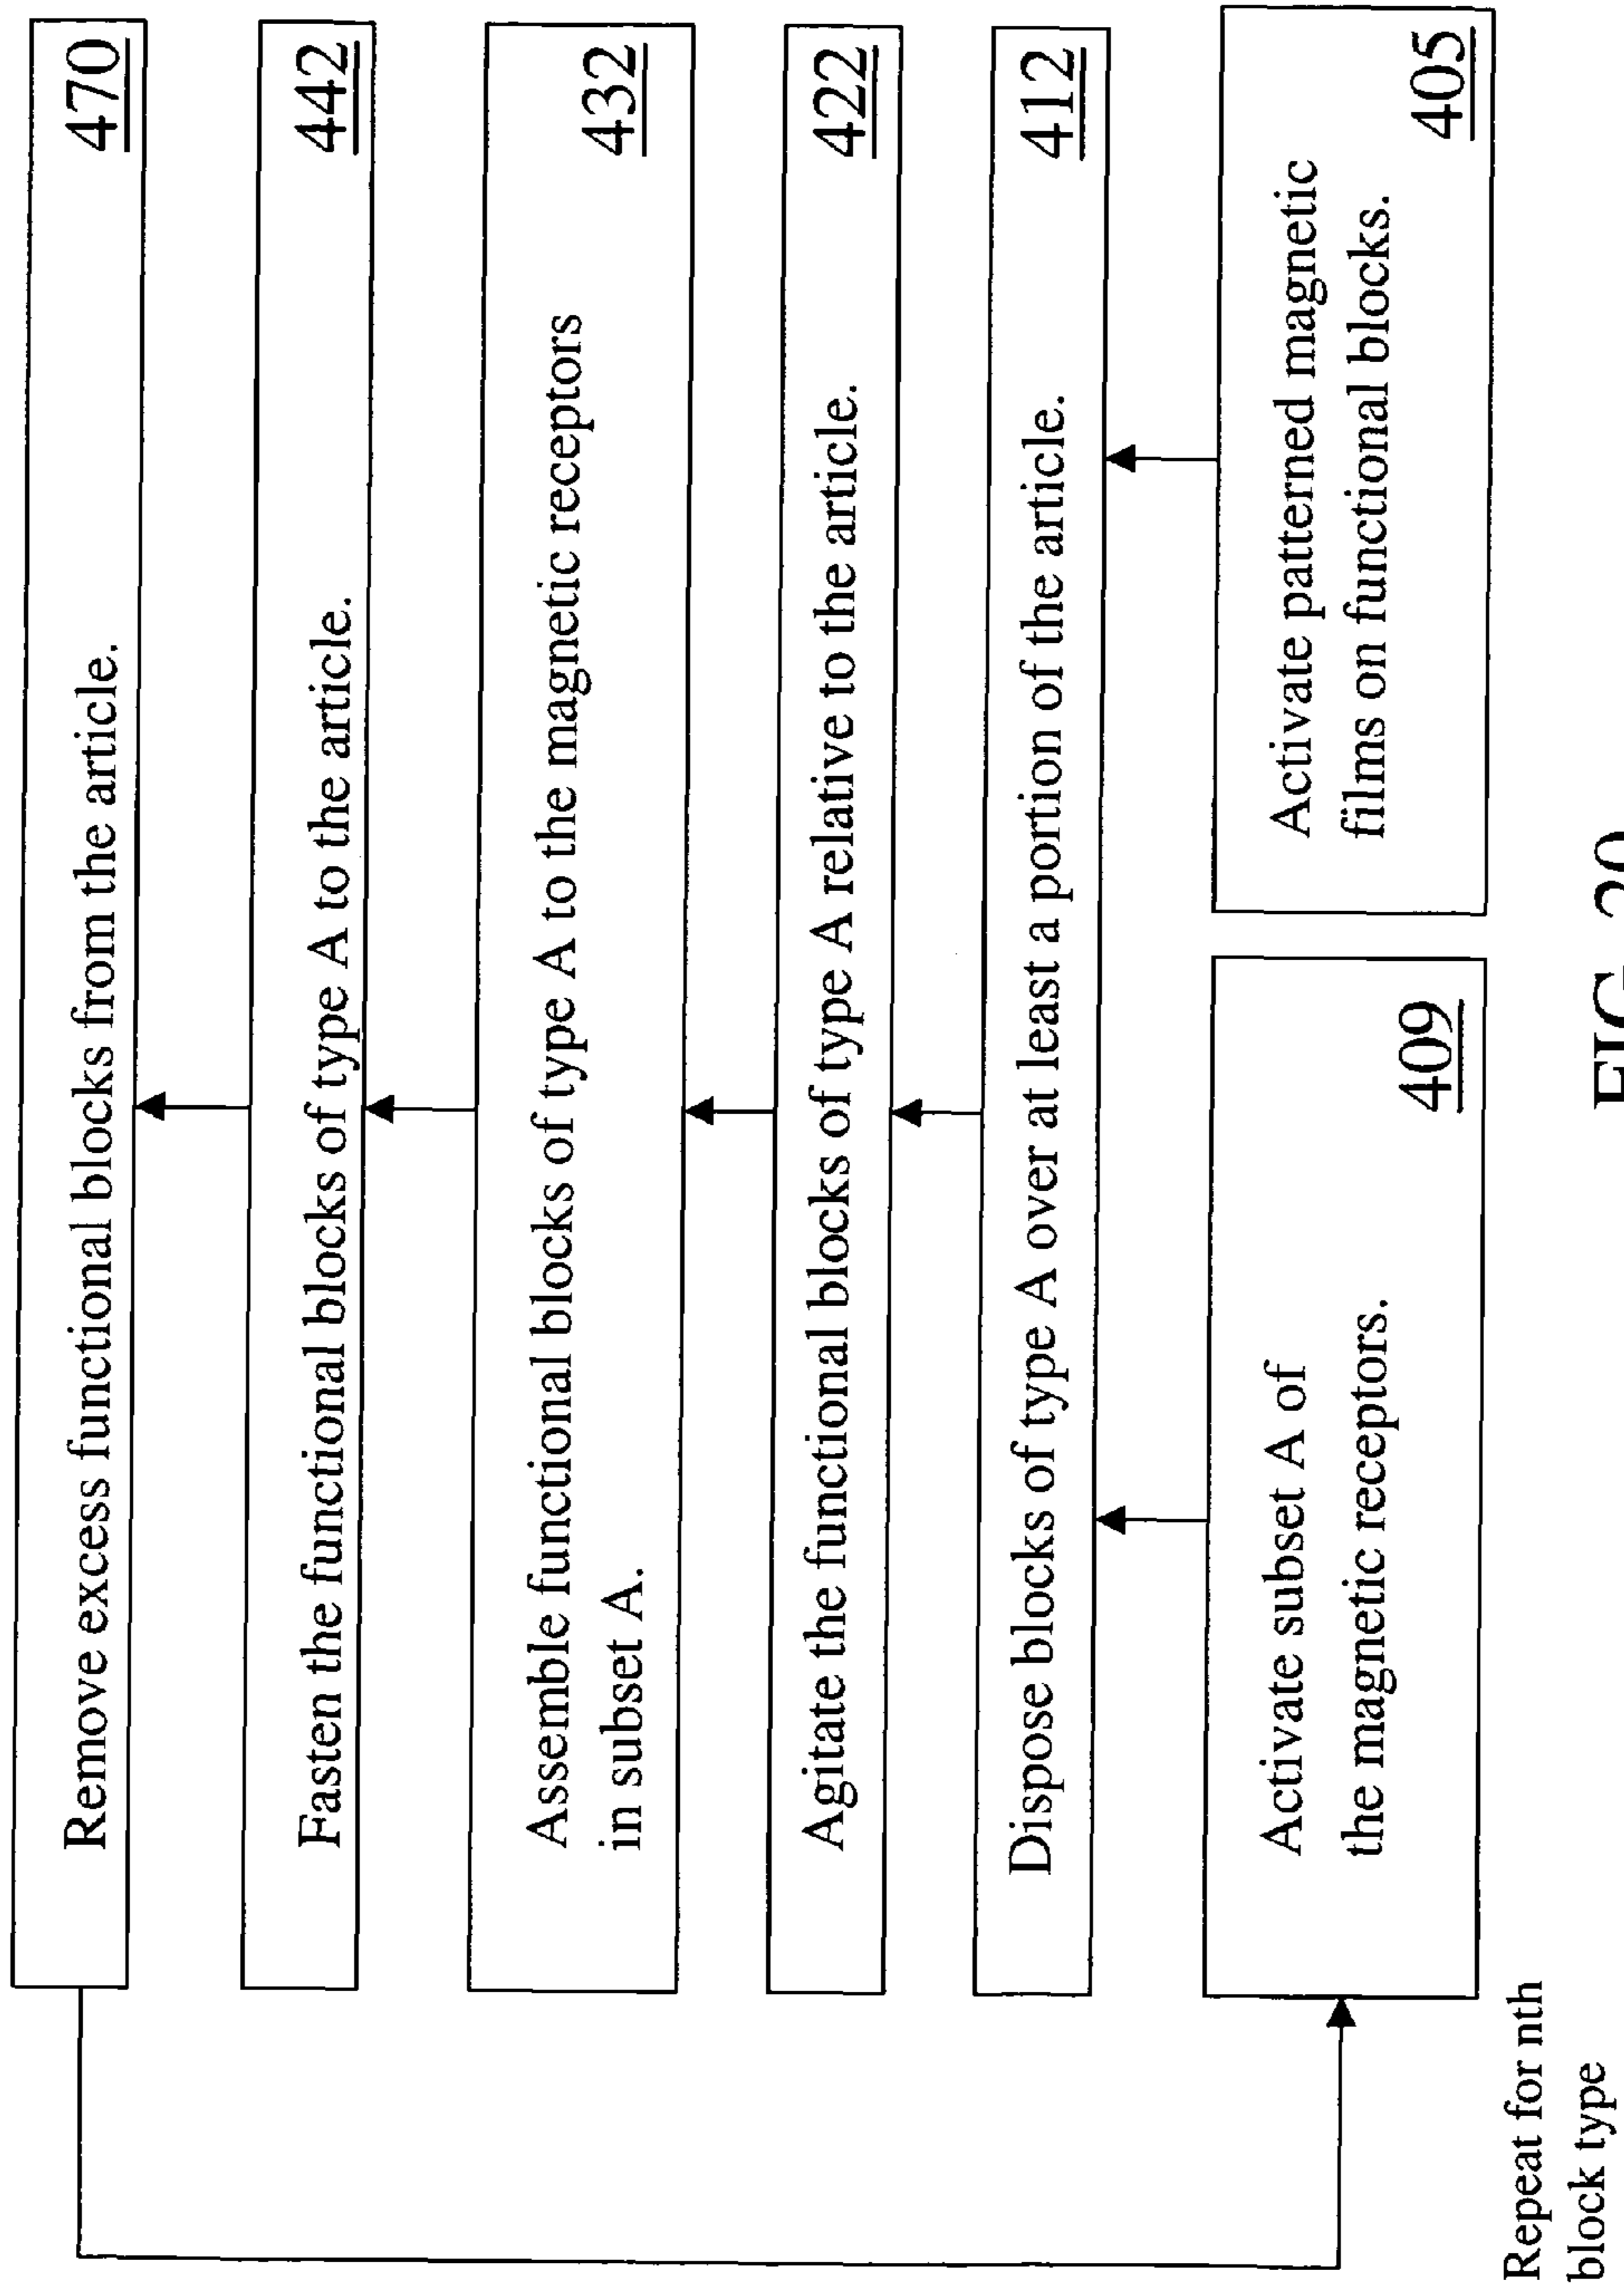 Remove excess functional blocks from the article. 470
Fasten the functional blocks of type A to the article. 442
Assemble functional blocks of type A to the magnetic receptors
in subset A. 432
Agitate the functional blocks of type A relative to the article. 422
Dispose blocks of type A over at least a portion of the article. 412
Activate subset A of
the magnetic receptors.
409
Activate patterned magnetic
films on functional blocks.
405
Repeat for nth
block type
FIG. 20